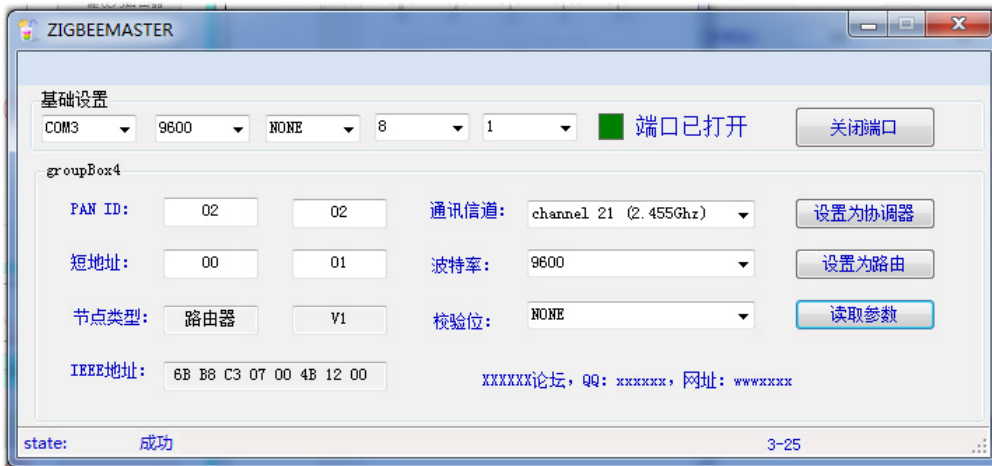 ZIGBEEMASTER
基础设置
COM3 9600 NONE 8 1 端口已打开 关闭端口
groupBox4
PAN ID: 02 02 通讯信道: channel 21 (2.455Ghz) 设置为协调器
短地址: 00 01 波特率: 9600 设置为路由
节点类型: 路由器 V1 校验位: NONE 读取参数
IEEE地址: 6B B8 C3 07 00 4B 12 00 XXXXXX论坛，QQ: xxxxxx，网址: wwwxxxx
state: 成功 3-25